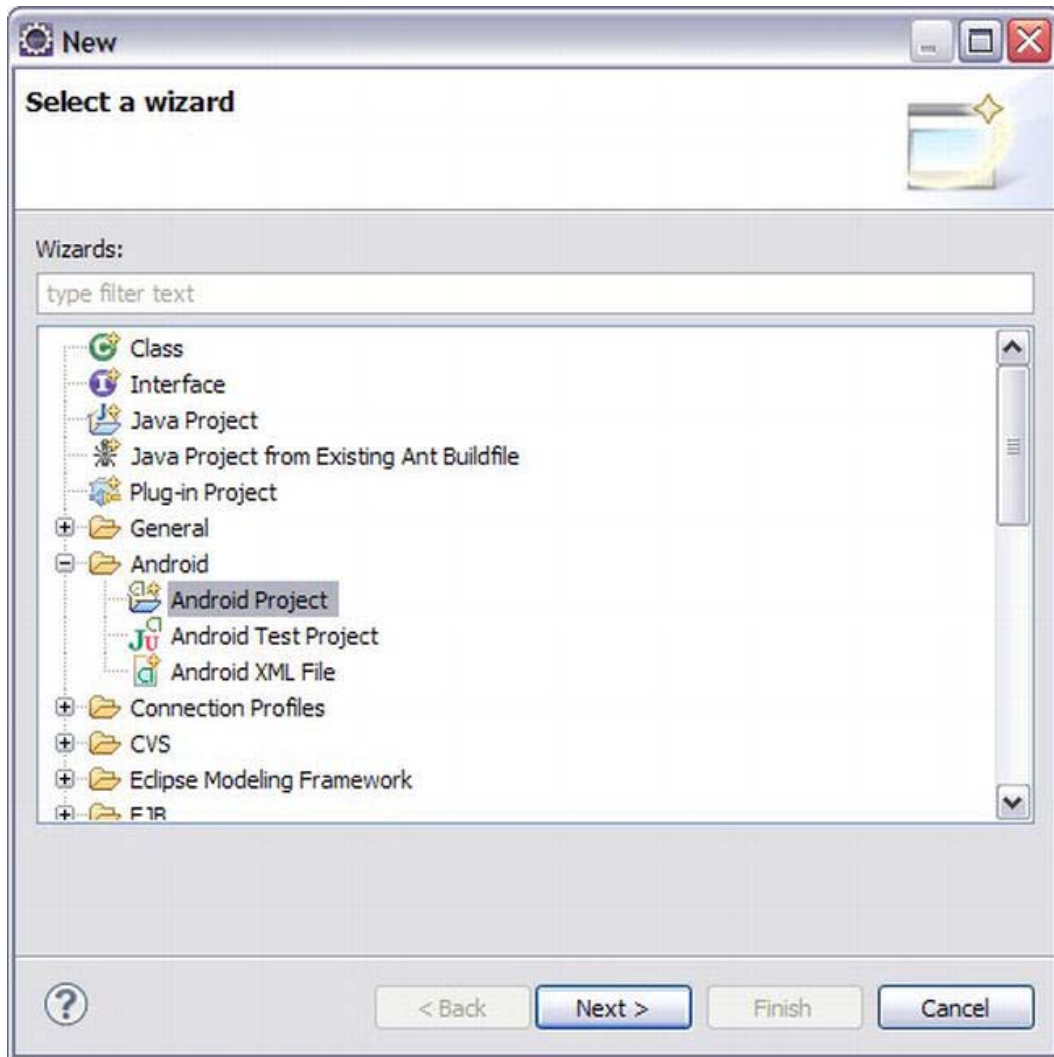 New
Select a wizard
Wizards:
type filter text
Class
Interface
Java Project
Java Project from Existing Ant Buildfile
Plug-in Project
General
Android
Android Project
Android Test Project
Android XML File
Connection Profiles
CVS
Eclipse Modeling Framework
EJB
< Back Next > Finish Cancel